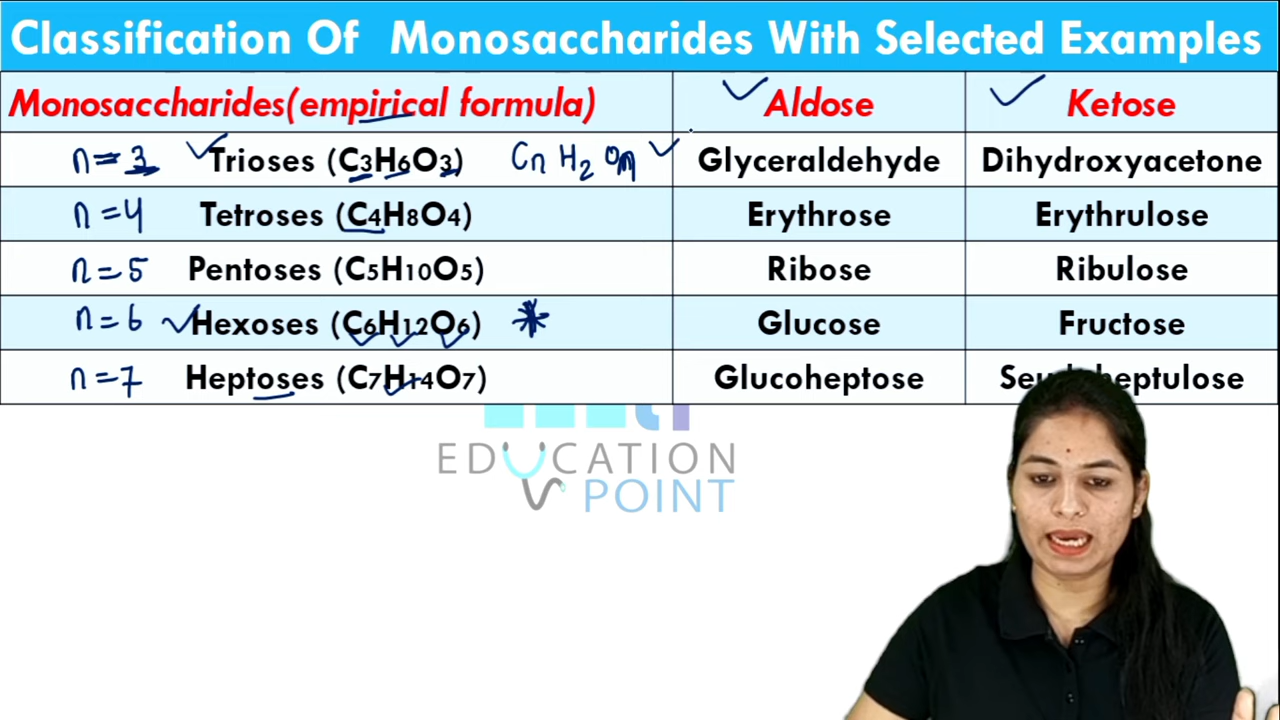 Classification Of Monosaccharides With Selected Examples
Monosaccharides(empirical formula) Aldose Ketose
n=3 Trioses (C3H6O3) Cn H2 On Glyceraldehyde Dihydroxyacetone
n=4 Tetroses (C4H8O4) Erythrose Erythrulose
n=5 Pentoses (C5H10O5) Ribose Ribulose
n=6 Hexoses (C6H12O6) * Glucose Fructose
n=7 Heptoses (C7H14O7) Glucoheptose
EDUCATION
POINT